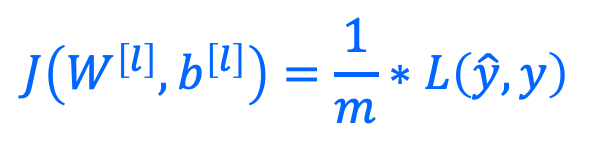 J(W^[l], b^[l]) = 1/m * L(ŷ, y)